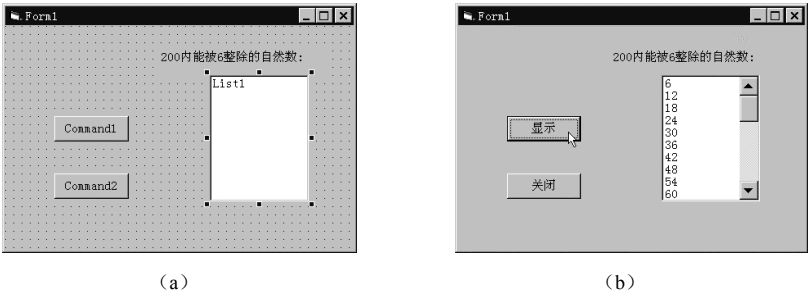 Form1
200内能被6整除的自然数:
List1
Command1
Command2
(a)
Form1
200内能被6整除的自然数:
6
12
18
24
30
36
42
48
54
60
显示
关闭
(b)